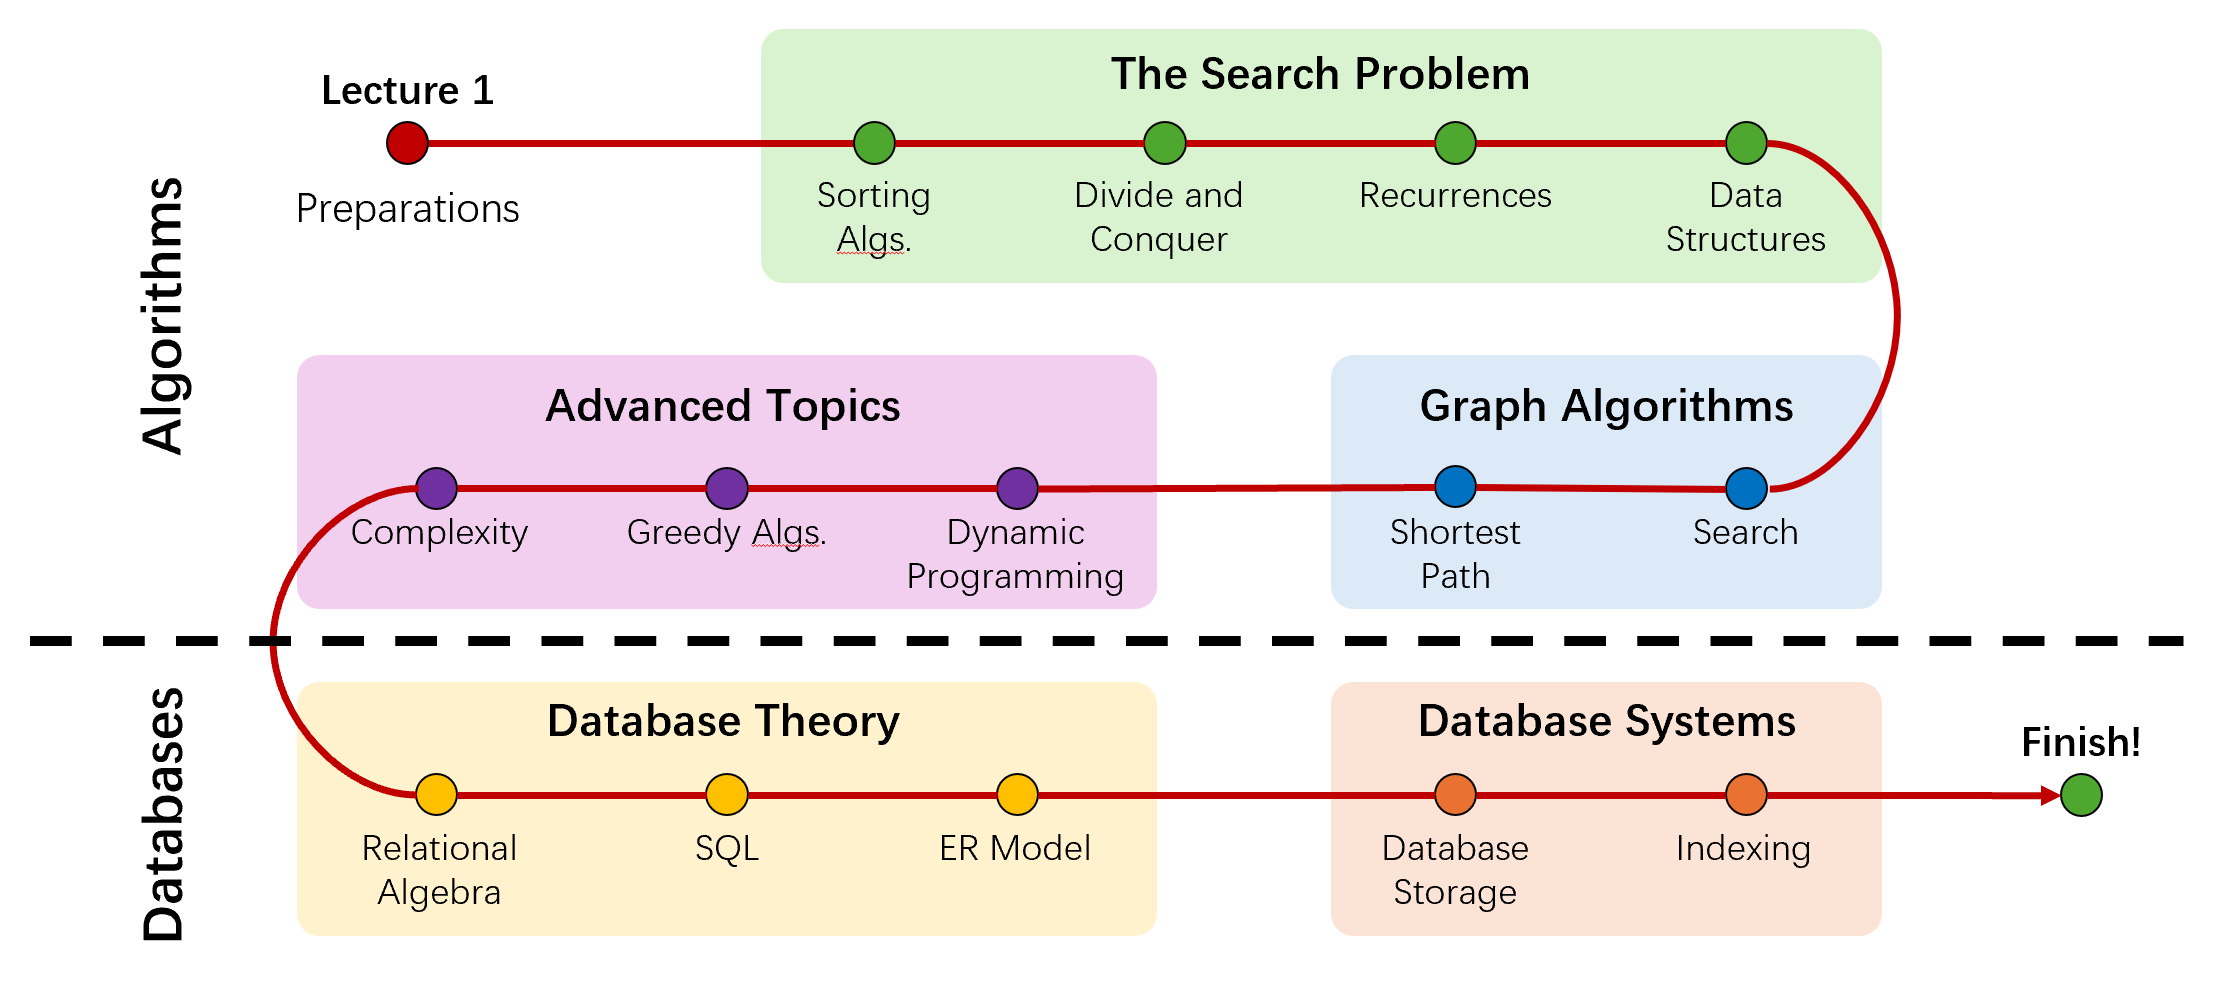 Algorithms
Lecture 1
Preparations
The Search Problem
Sorting
Algs.
Divide and
Conquer
Recurrences
Data
Structures
Advanced Topics
Complexity
Greedy Algs.
Dynamic
Programming
Graph Algorithms
Shortest
Path
Search
Databases
Database Theory
Relational
Algebra
SQL
ER Model
Database Systems
Database
Storage
Indexing
Finish!